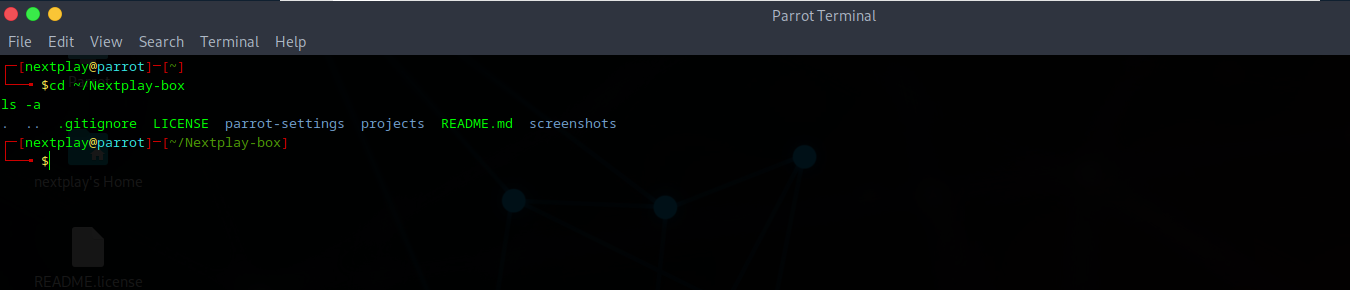 Parrot Terminal
File Edit View Search Terminal Help
┌─[nextplay@parrot]─[~]
└──╼ $cd ~/Nextplay-box
ls -a
. .. .gitignore LICENSE parrot-settings projects README.md screenshots
┌─[nextplay@parrot]─[~/Nextplay-box]
└──╼ $
nextplay's Home
README.license